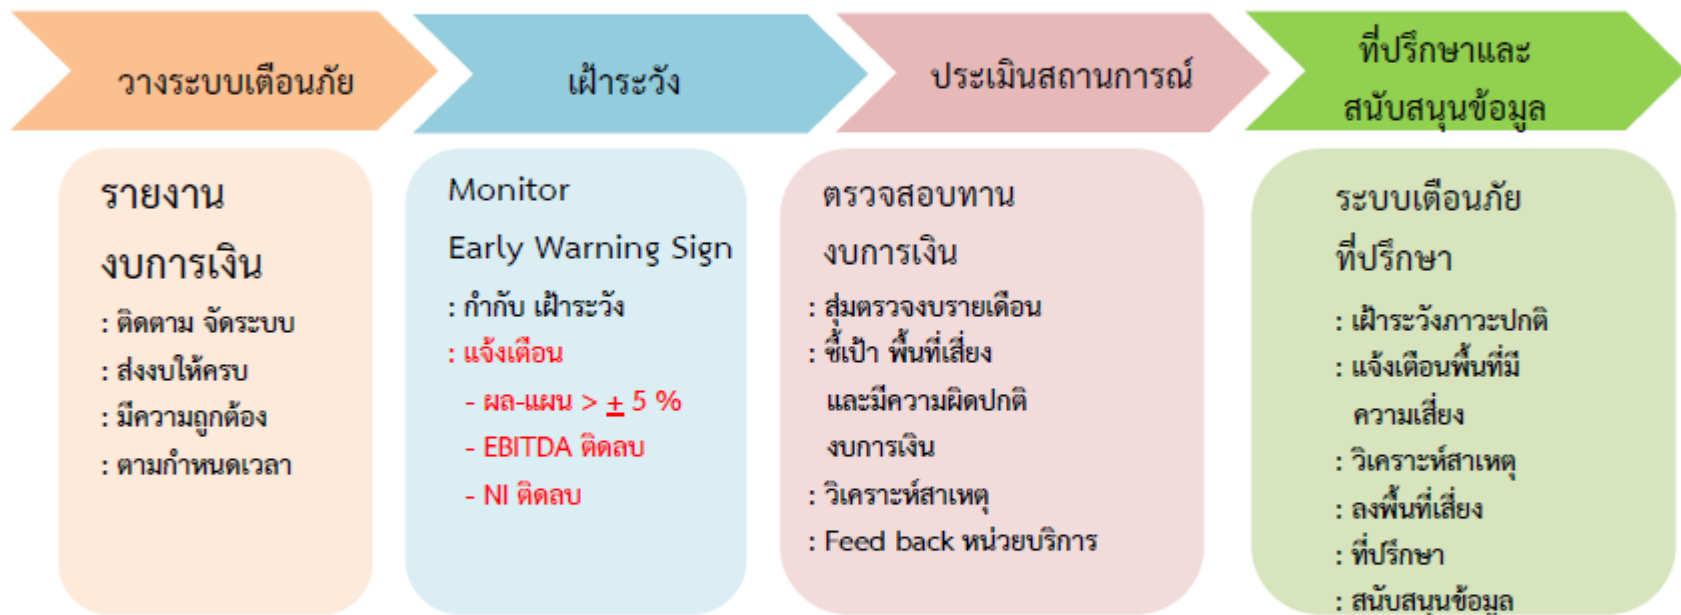 วางระบบเตือนภัย
เฝ้าระวัง
ประเมินสถานการณ์
ที่ปรึกษาและ
สนับสนุนข้อมูล
รายงาน
งบการเงิน
: ติดตาม จัดระบบ
: ส่งงบให้ครบ
: มีความถูกต้อง
: ตามกำหนดเวลา
Monitor
Early Warning Sign
: กำกับ เฝ้าระวัง
: แจ้งเตือน
- ผล-แผน > ± 5 %
- EBITDA ติดลบ
- NI ติดลบ
ตรวจสอบทาน
งบการเงิน
: สุ่มตรวจงบรายเดือน
: ชี้เป้า พื้นที่เสี่ยง
และมีความผิดปกติ
งบการเงิน
: วิเคราะห์สาเหตุ
: Feed back หน่วยบริการ
ระบบเตือนภัย
ที่ปรึกษา
: เฝ้าระวังภาวะปกติ
: แจ้งเตือนพื้นที่มี
ความเสี่ยง
: วิเคราะห์สาเหตุ
: ลงพื้นที่เสี่ยง
: ที่ปรึกษา
: สนับสนุนข้อมูล